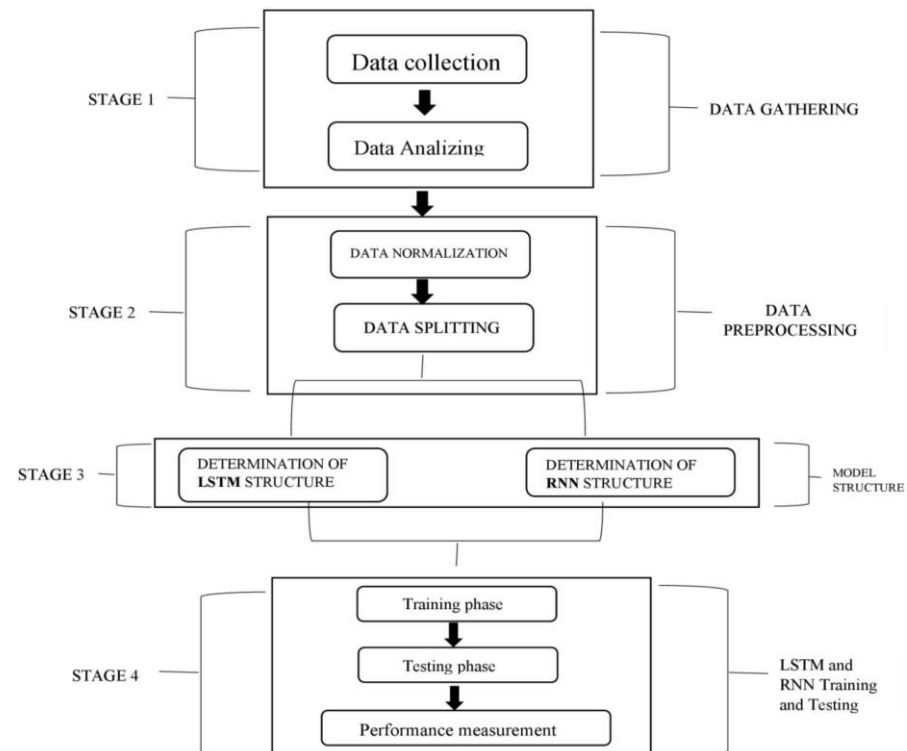 Data collection
STAGE 1
DATA GATHERING
Data Analizing
DATA NORMALIZATION
STAGE 2
DATA SPLITTING
DATA
PREPROCESSING
STAGE 3
DETERMINATION OF
LSTM STRUCTURE
DETERMINATION OF
RNN STRUCTURE
MODEL
STRUCTURE
Training phase
STAGE 4
Testing phase
LSTM and
RNN Training
and Testing
Performance measurement